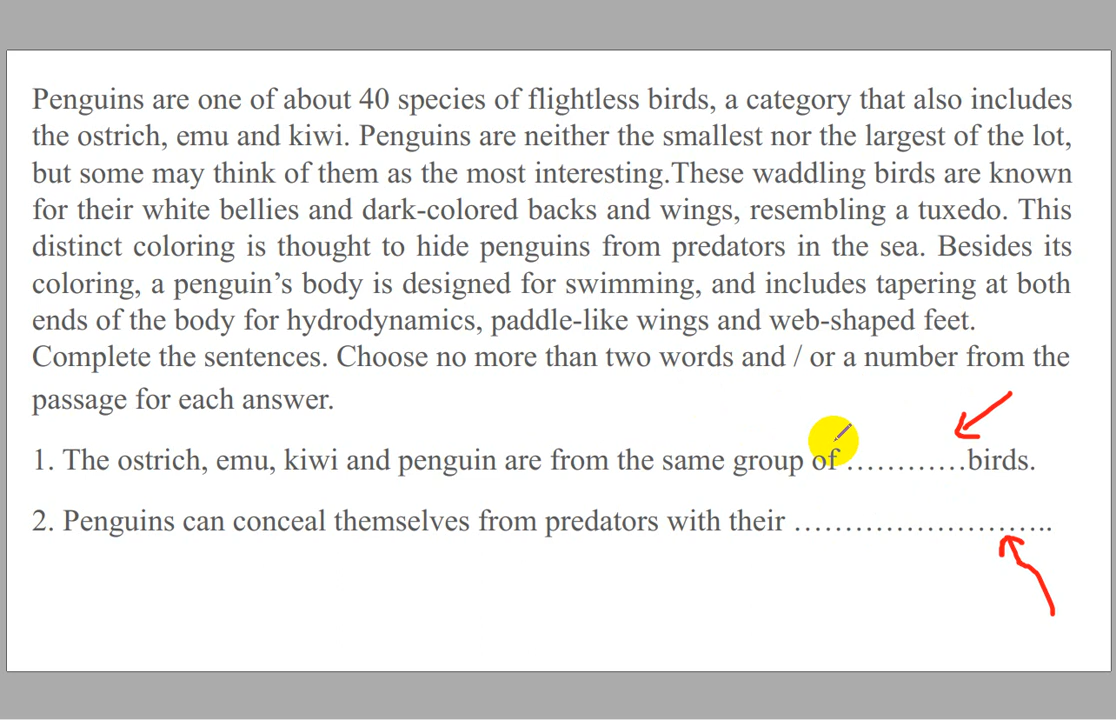 Penguins are one of about 40 species of flightless birds, a category that also includes
the ostrich, emu and kiwi. Penguins are neither the smallest nor the largest of the lot,
but some may think of them as the most interesting.These waddling birds are known
for their white bellies and dark-colored backs and wings, resembling a tuxedo. This
distinct coloring is thought to hide penguins from predators in the sea. Besides its
coloring, a penguin’s body is designed for swimming, and includes tapering at both
ends of the body for hydrodynamics, paddle-like wings and web-shaped feet.
Complete the sentences. Choose no more than two words and / or a number from the
passage for each answer.
1. The ostrich, emu, kiwi and penguin are from the same group of …………birds.
2. Penguins can conceal themselves from predators with their ……………………..